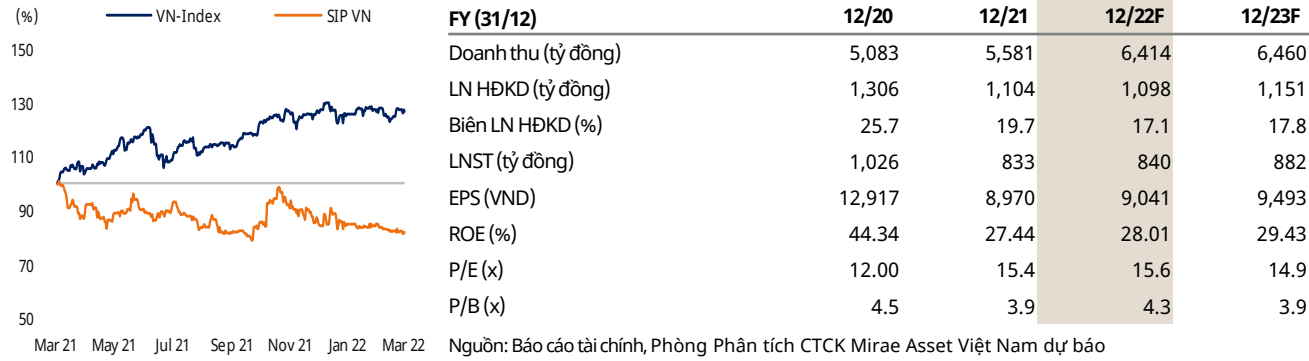 (%) VN-Index SIP VN
150
130
110
90
70
50
Mar 21 May 21 Jul 21 Sep 21 Nov 21 Jan 22 Mar 22
FY (31/12) 12/20 12/21 12/22F 12/23F
Doanh thu (tỷ đồng) 5,083 5,581 6,414 6,460
LN HĐKD (tỷ đồng) 1,306 1,104 1,098 1,151
Biên LN HĐKD (%) 25.7 19.7 17.1 17.8
LNST (tỷ đồng) 1,026 833 840 882
EPS (VND) 12,917 8,970 9,041 9,493
ROE (%) 44.34 27.44 28.01 29.43
P/E (x) 12.00 15.4 15.6 14.9
P/B (x) 4.5 3.9 4.3 3.9
Nguồn: Báo cáo tài chính, Phòng Phân tích CTCK Mirae Asset Việt Nam dự báo